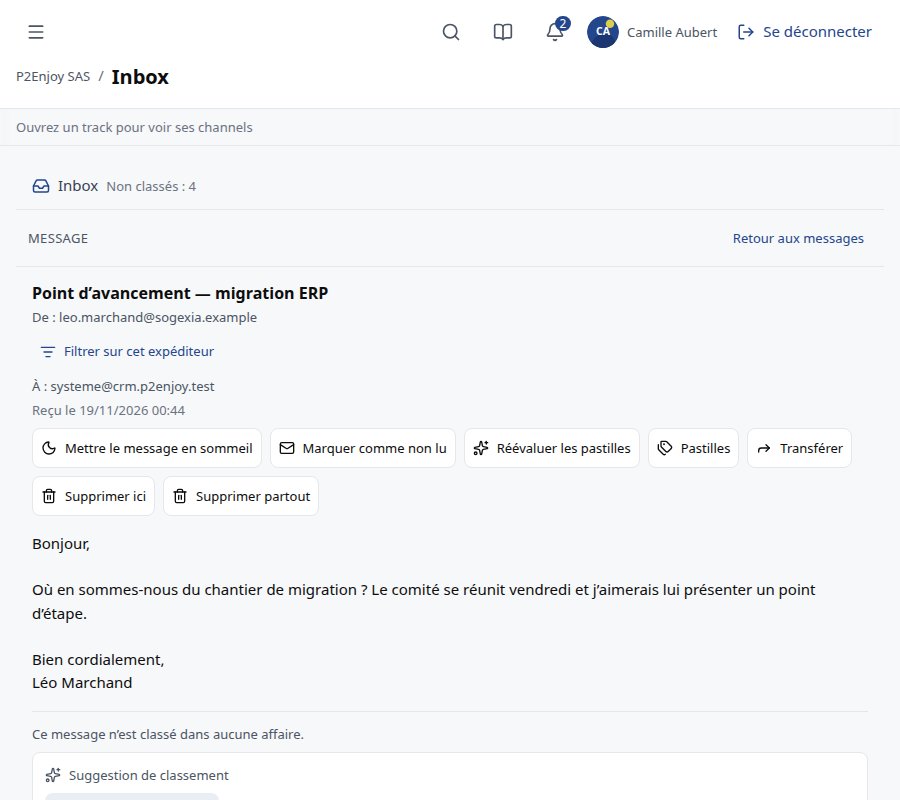 2
CA
Camille Aubert
Se déconnecter
P2Enjoy SAS / Inbox
Ouvrez un track pour voir ses channels
Inbox Non classés : 4
MESSAGE
Retour aux messages
Point d’avancement — migration ERP
De : leo.marchand@sogexia.example
Filtrer sur cet expéditeur
À : systeme@crm.p2enjoy.test
Reçu le 19/11/2026 00:44
Mettre le message en sommeil
Marquer comme non lu
Réévaluer les pastilles
Pastilles
Transférer
Supprimer ici
Supprimer partout
Bonjour,
Où en sommes-nous du chantier de migration ? Le comité se réunit vendredi et j’aimerais lui présenter un point
d’étape.
Bien cordialement,
Léo Marchand
Ce message n’est classé dans aucune affaire.
Suggestion de classement